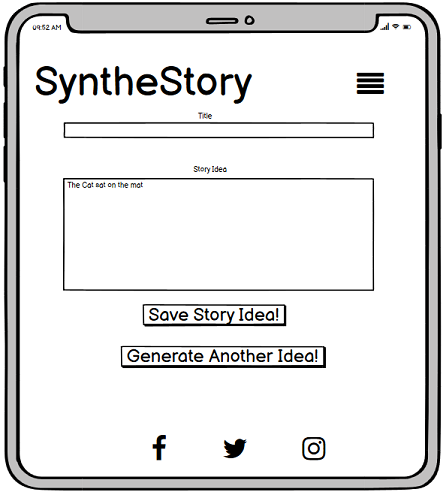 09:52 AM
SyntheStory
Title
Story Idea
The Cat sat on the mat
Save Story Idea!
Generate Another Idea!